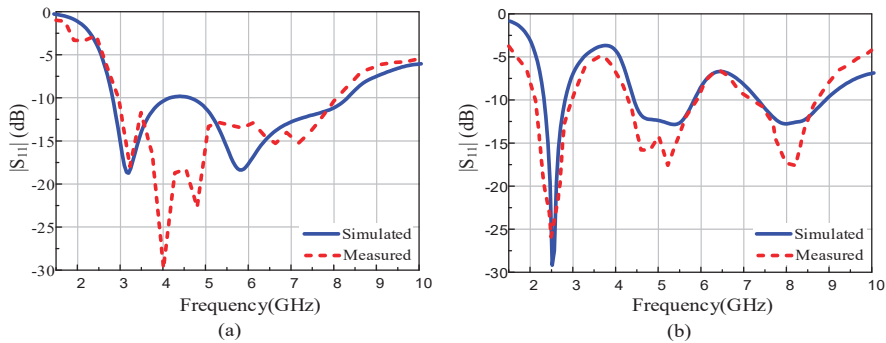 0
-5
-10
-15
-20
-25
-30
|S11| (dB)
Simulated
Measured
2 3 4 5 6 7 8 9 10
Frequency(GHz)
(a)
0
-5
-10
-15
-20
-25
-30
|S11| (dB)
Simulated
Measured
2 3 4 5 6 7 8 9 10
Frequency(GHz)
(b)